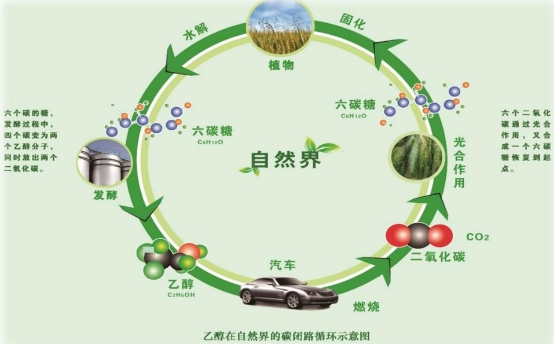 水解
固化
植物
六碳糖
C6H12O
六碳糖
C6H12O
六个碳的糖，
发酵过程中，
四个碳变为两
个乙醇分子，
同时放出两个
二氧化碳。
六个二氧化
碳通过光合
作用，又合
成一个六碳
糖恢复到起
点。
自然界
光合作用
发酵
CO2
二氧化碳
乙醇
C2H6OH
汽车
燃烧
乙醇在自然界的碳闭路循环示意图